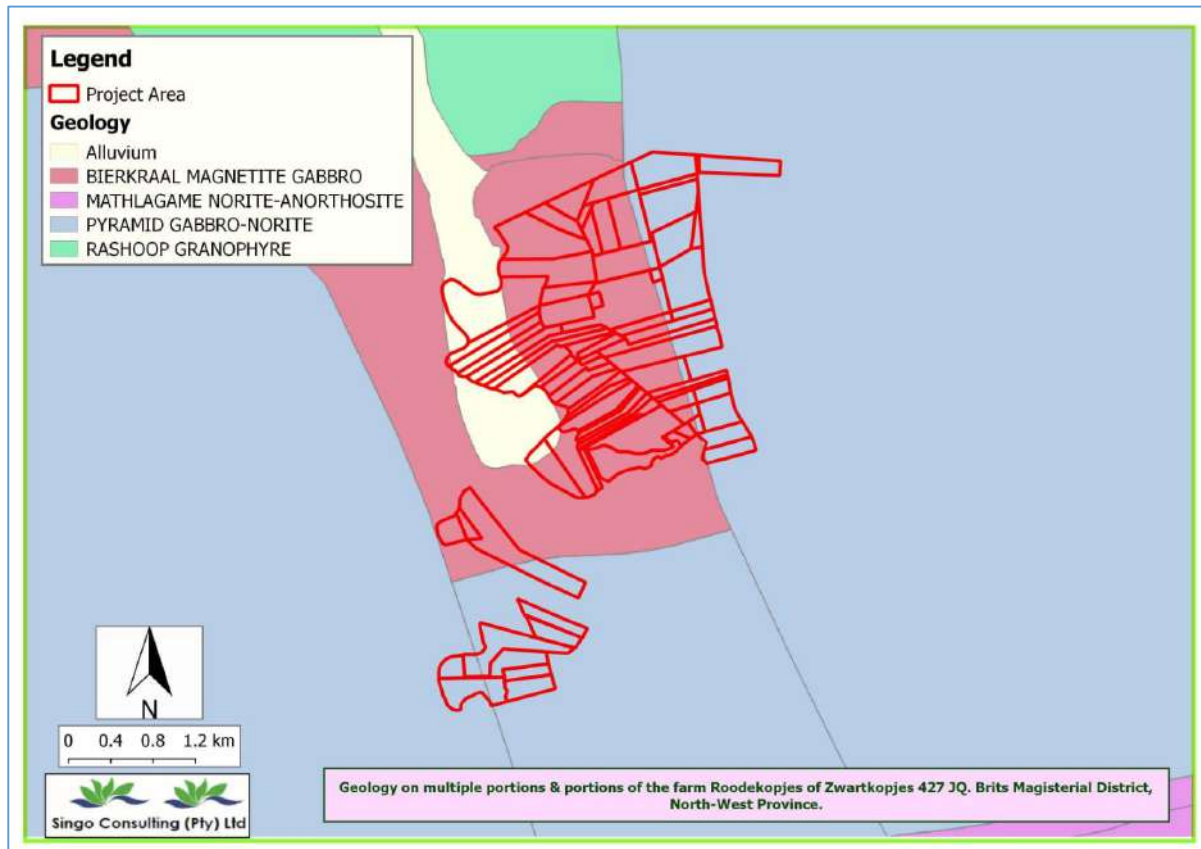 Legend
Project Area
Geology
Alluvium
BIERKRAAL MAGNETITE GABBRO
MATHLAGAME NORITE-ANORTHOSITE
PYRAMID GABBRO-NORITE
RASHOOP GRANOPHYRE
N
0 0.4 0.8 1.2 km
Singo Consulting (Pty) Ltd
Geology on multiple portions & portions of the farm Roodekopjes of Zwartkopjes 427 JQ. Brits Magisterial District,
North-West Province.